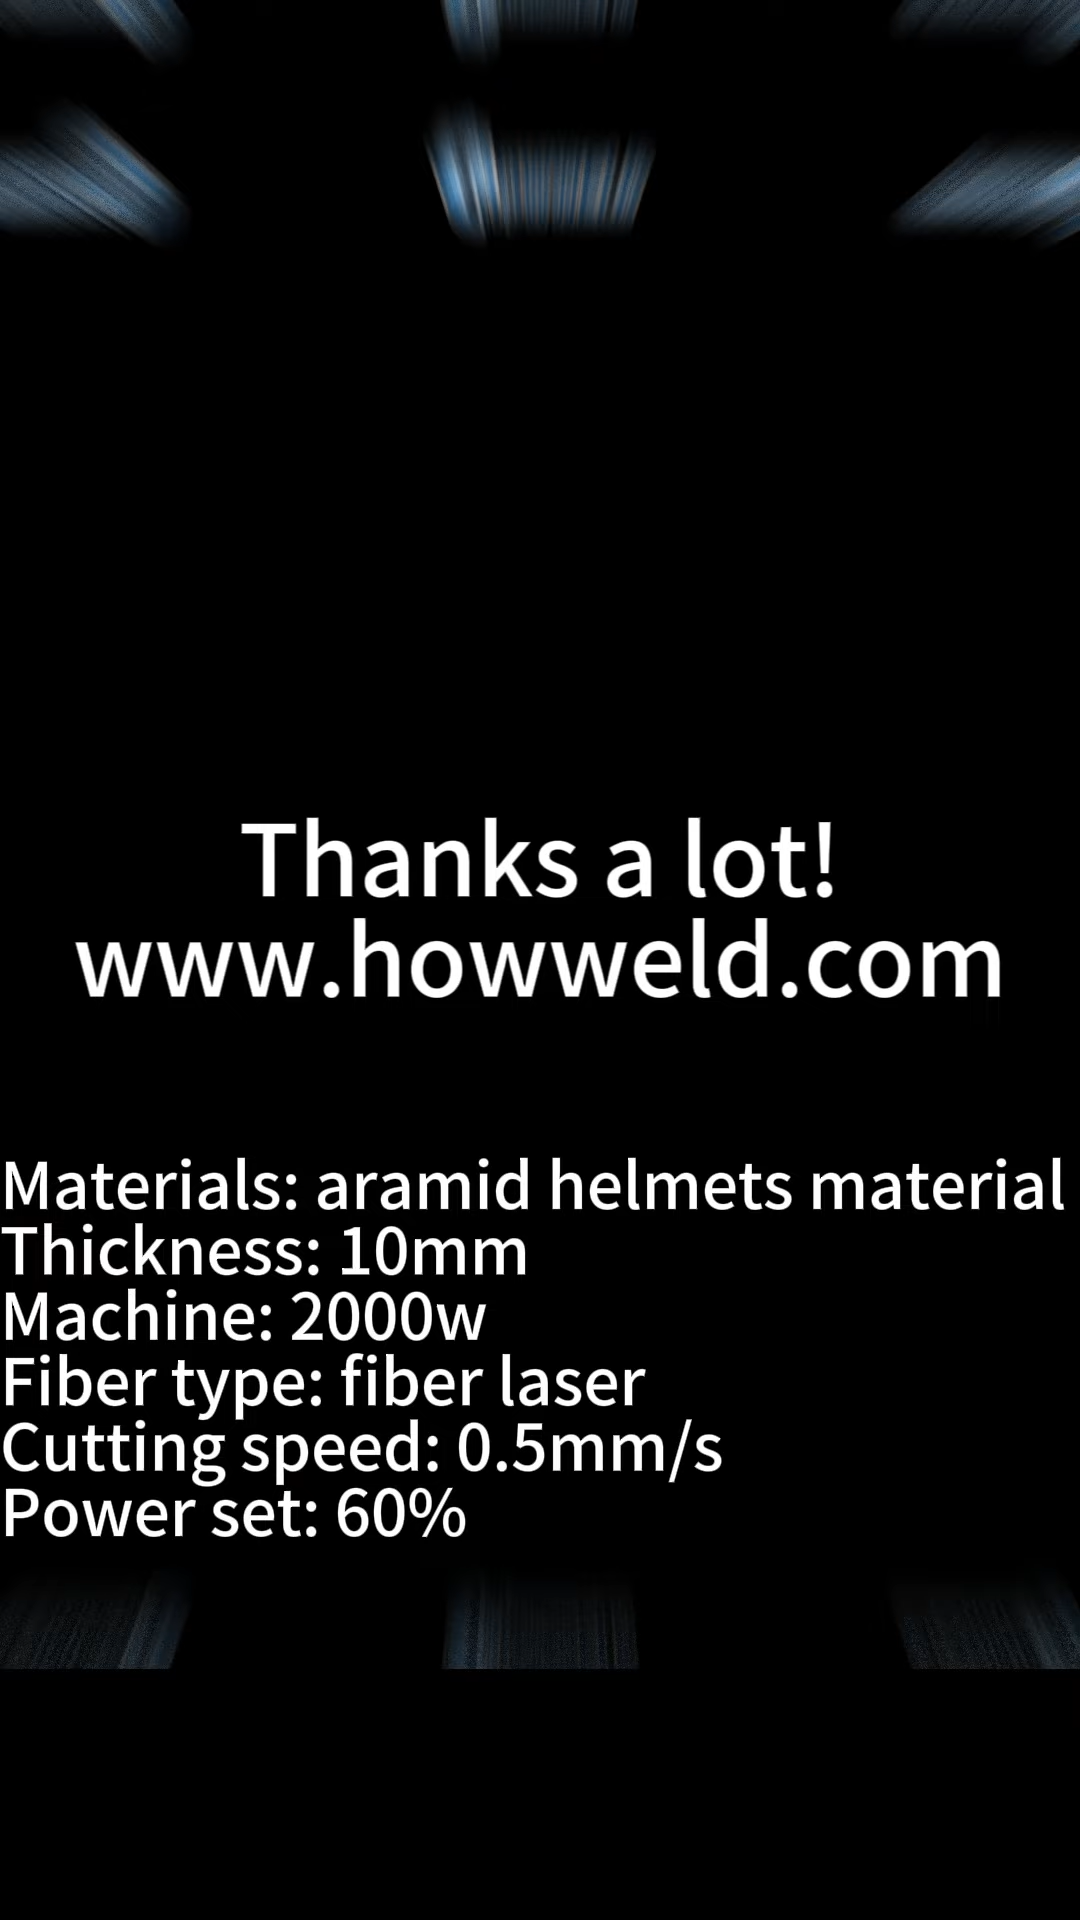 Thanks a lot!
www.howweld.com
Materials: aramid helmets material
Thickness: 10mm
Machine: 2000w
Fiber type: fiber laser
Cutting speed: 0.5mm/s
Power set: 60%